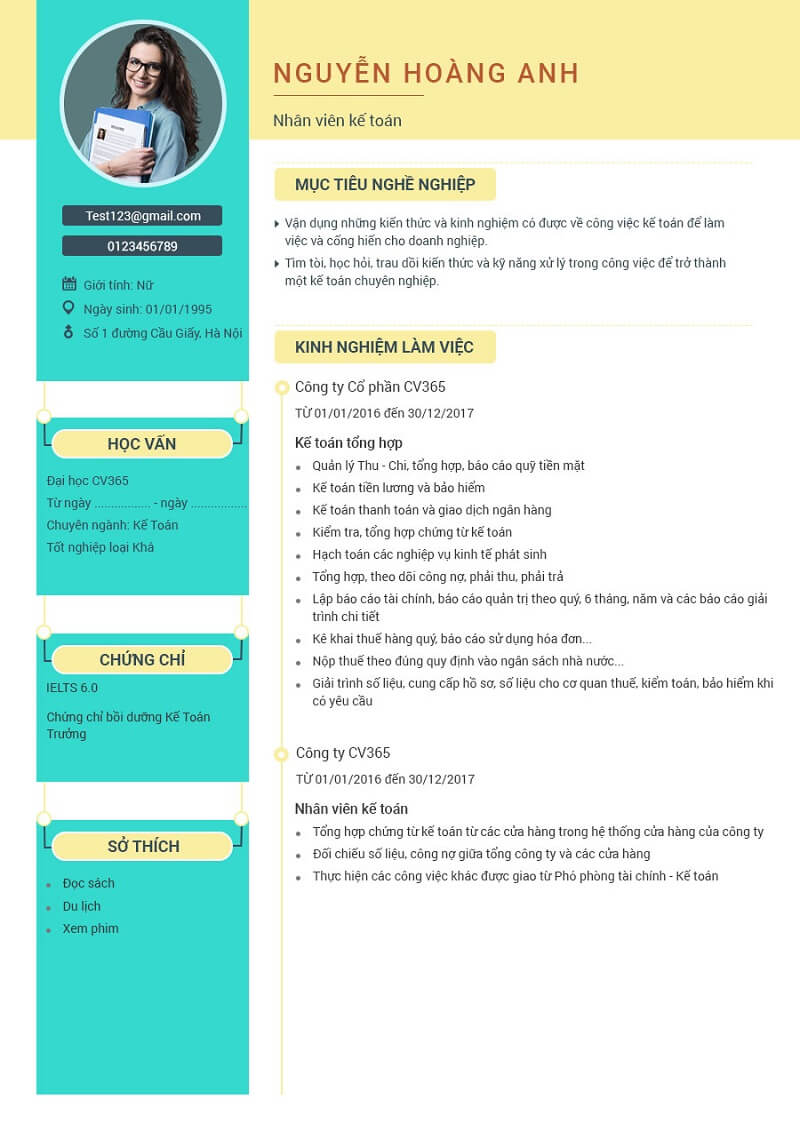 NGUYỄN HOÀNG ANH
Nhân viên kế toán
Test123@gmail.com
0123456789
Giới tính: Nữ
Ngày sinh: 01/01/1995
Số 1 đường Cầu Giấy, Hà Nội
HỌC VẤN
Đại học CV365
Từ ngày ................. - ngày .................
Chuyên ngành: Kế Toán
Tốt nghiệp loại Khá
CHỨNG CHỈ
IELTS 6.0
Chứng chỉ bồi dưỡng Kế Toán
Trưởng
SỞ THÍCH
Đọc sách
Du lịch
Xem phim
MỤC TIÊU NGHỀ NGHIỆP
Vận dụng những kiến thức và kinh nghiệm có được về công việc kế toán để làm
việc và cống hiến cho doanh nghiệp.
Tìm tòi, học hỏi, trau dồi kiến thức và kỹ năng xử lý trong công việc để trở thành
một kế toán chuyên nghiệp.
KINH NGHIỆM LÀM VIỆC
Công ty Cổ phần CV365
TỪ 01/01/2016 đến 30/12/2017
Kế toán tổng hợp
Quản lý Thu - Chi, tổng hợp, báo cáo quỹ tiền mặt
Kế toán tiền lương và bảo hiểm
Kế toán thanh toán và giao dịch ngân hàng
Kiểm tra, tổng hợp chứng từ kế toán
Hạch toán các nghiệp vụ kinh tế phát sinh
Tổng hợp, theo dõi công nợ, phải thu, phải trả
Lập báo cáo tài chính, báo cáo quản trị theo quý, 6 tháng, năm và các báo cáo giải
trình chi tiết
Kê khai thuế hàng quý, báo cáo sử dụng hóa đơn...
Nộp thuế theo đúng quy định vào ngân sách nhà nước...
Giải trình số liệu, cung cấp hồ sơ, số liệu cho cơ quan thuế, kiểm toán, bảo hiểm khi
có yêu cầu
Công ty CV365
TỪ 01/01/2016 đến 30/12/2017
Nhân viên kế toán
Tổng hợp chứng từ kế toán từ các cửa hàng trong hệ thống cửa hàng của công ty
Đối chiếu số liệu, công nợ giữa tổng công ty và các cửa hàng
Thực hiện các công việc khác được giao từ Phó phòng tài chính - Kế toán